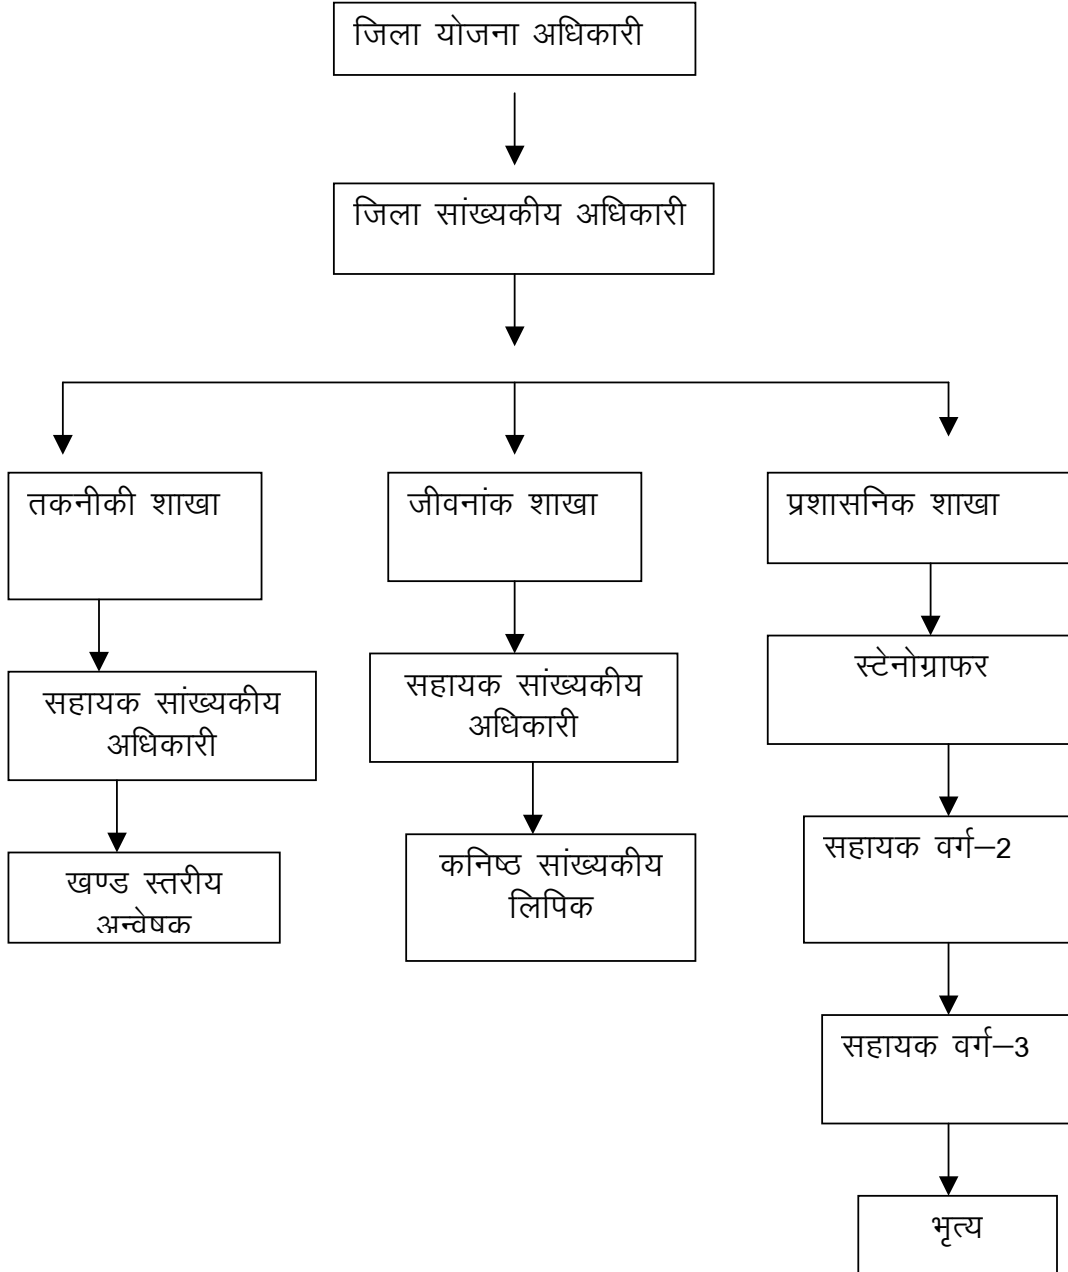 जिला योजना अधिकारी
जिला सांख्यकीय अधिकारी
तकनीकी शाखा
जीवनांक शाखा
प्रशासनिक शाखा
सहायक सांख्यकीय
अधिकारी
सहायक सांख्यकीय
अधिकारी
स्टेनोग्राफर
खण्ड स्तरीय
अन्वेषक
कनिष्ठ सांख्यकीय
लिपिक
सहायक वर्ग–2
सहायक वर्ग–3
भृत्य